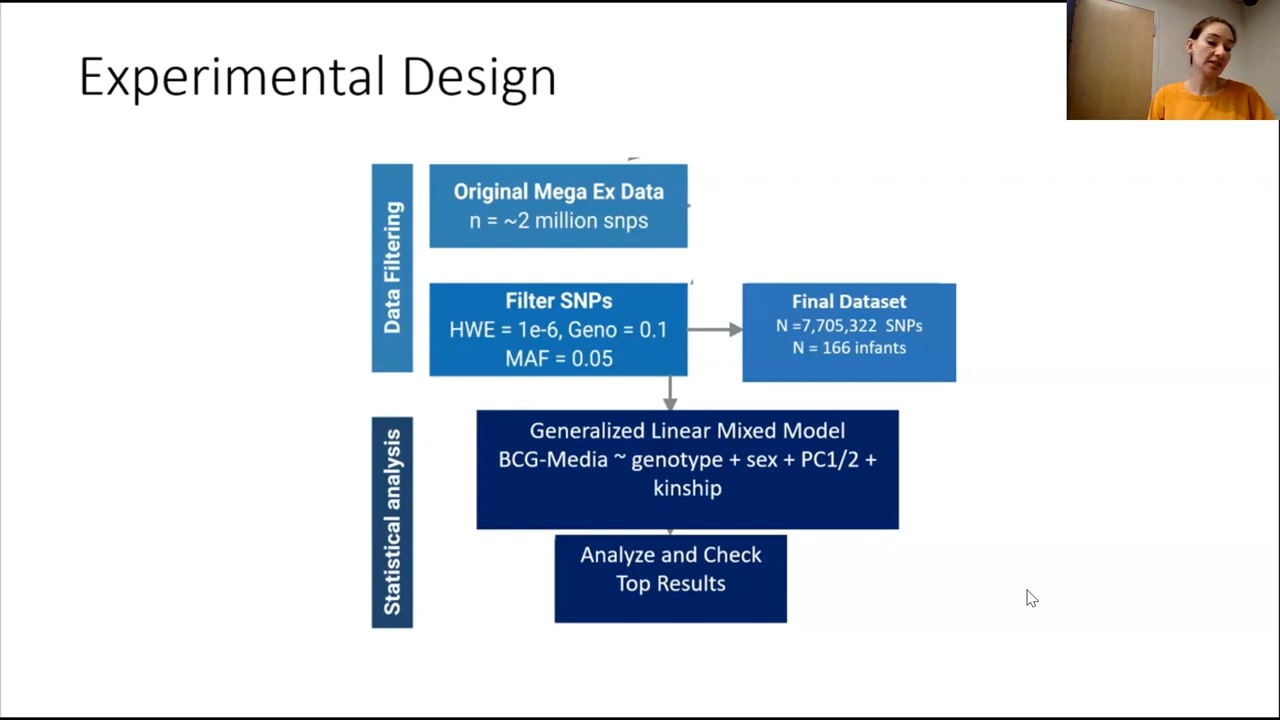 Experimental Design
Data Filtering
Original Mega Ex Data
n = ~2 million snps
Filter SNPs
HWE = 1e-6, Geno = 0.1
MAF = 0.05
Final Dataset
N =7,705,322 SNPs
N = 166 infants
Statistical analysis
Generalized Linear Mixed Model
BCG-Media ~ genotype + sex + PC1/2 +
kinship
Analyze and Check
Top Results